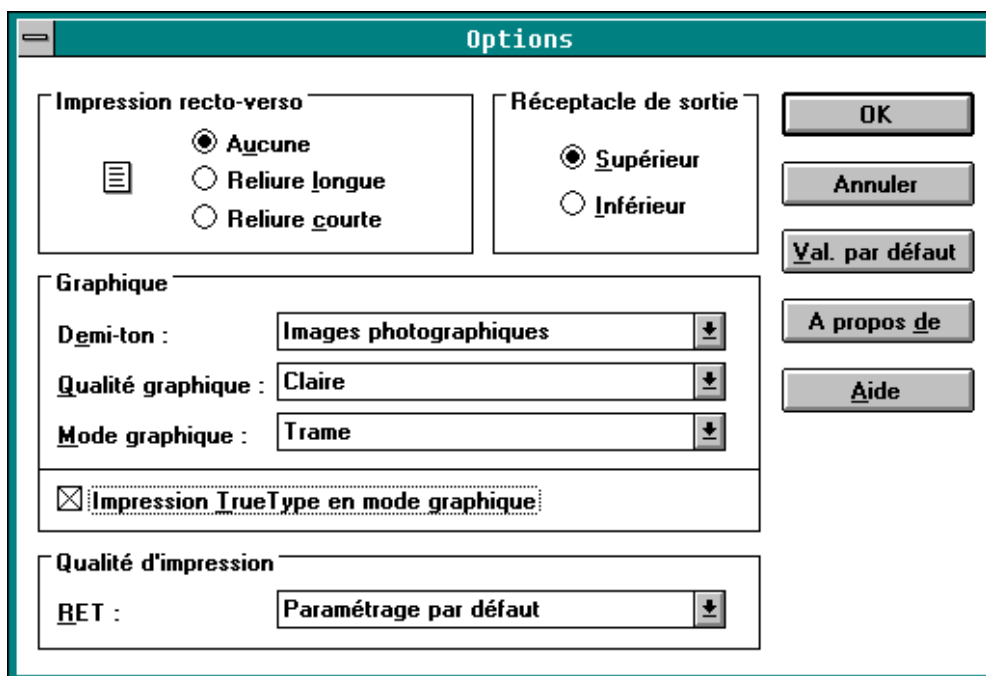 Options
Impression recto-verso
Aucune
Reliure longue
Reliure courte
Réceptacle de sortie
Supérieur
Inférieur
OK
Annuler
Val. par défaut
A propos de
Aide
Graphique
Demi-ton : Images photographiques
Qualité graphique : Claire
Mode graphique : Trame
Impression TrueType en mode graphique
Qualité d'impression
RET : Paramétrage par défaut